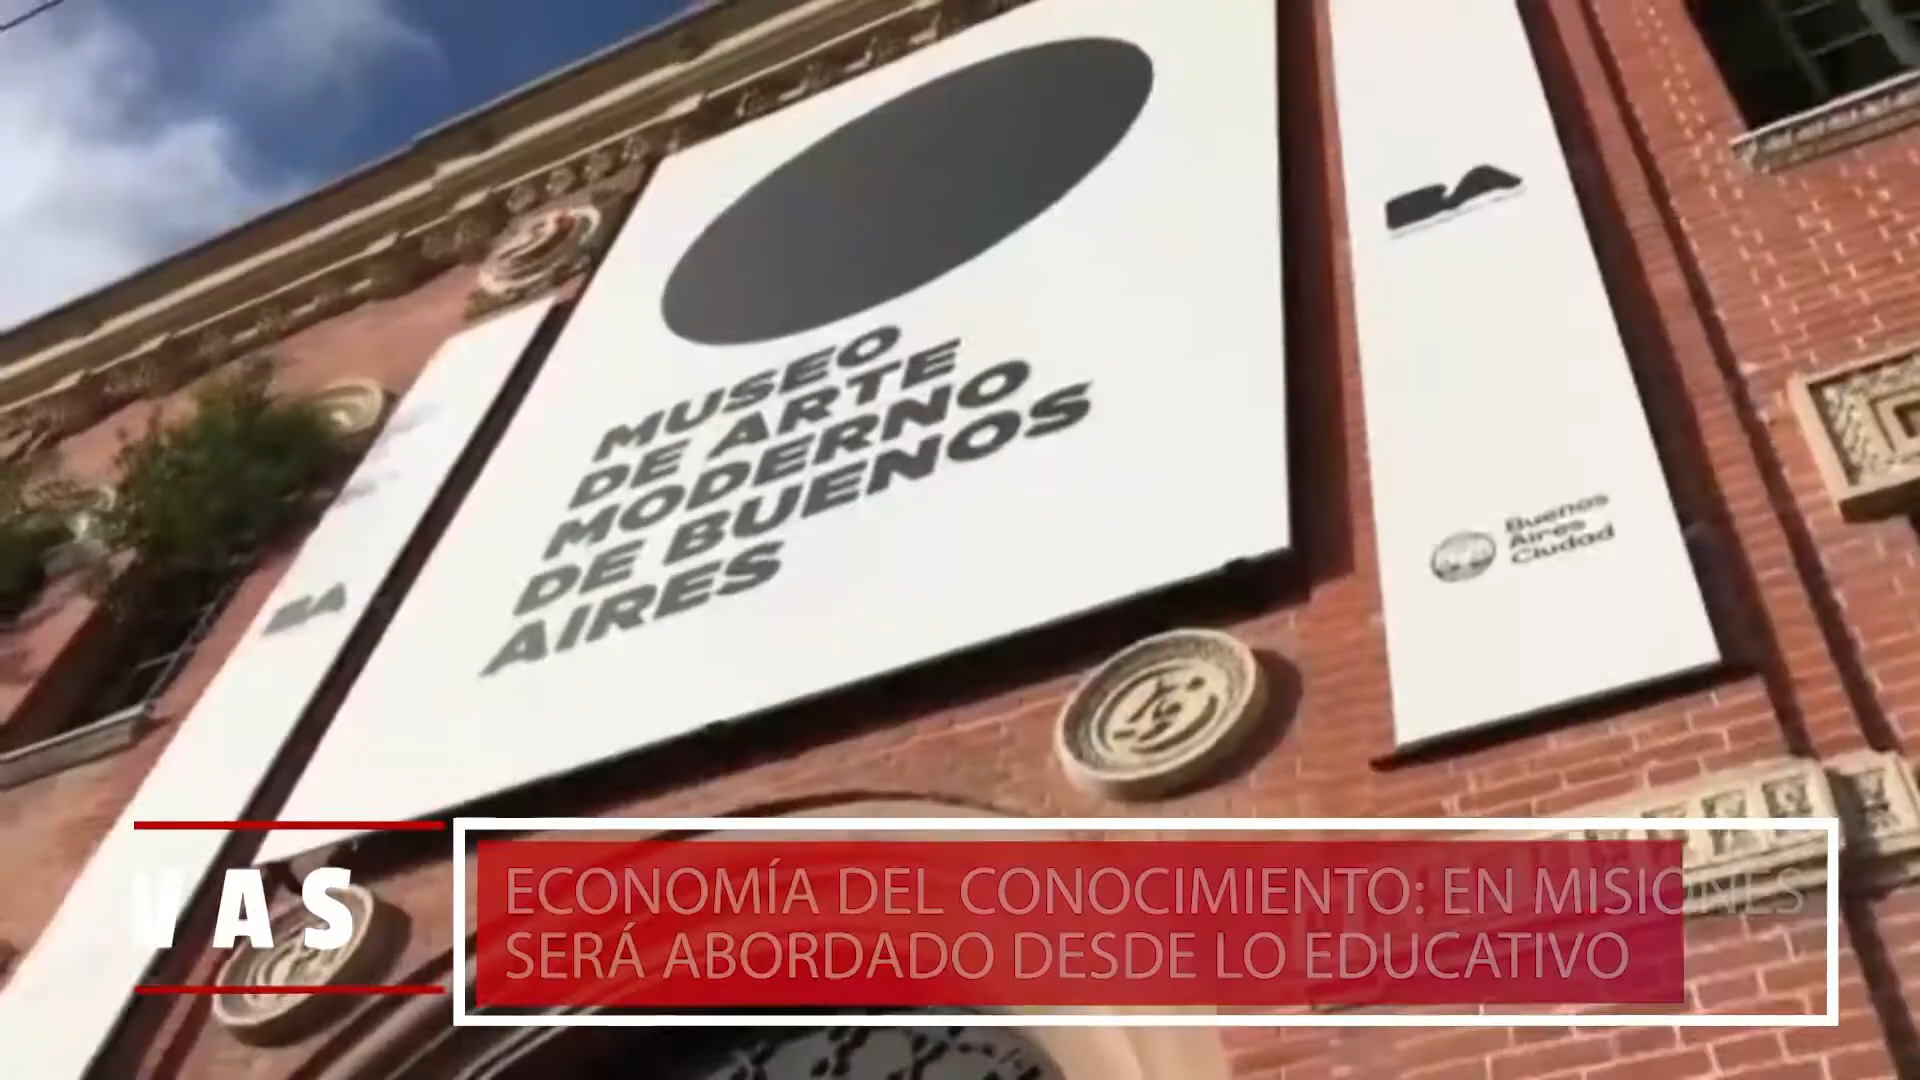 BA
MUSEO
DE ARTE
MODERNO
DE BUENOS
AIRES
BA
Buenos
Aires
Ciudad
VAS
ECONOMÍA DEL CONOCIMIENTO: EN MISIONES
SERÁ ABORDADO DESDE LO EDUCATIVO